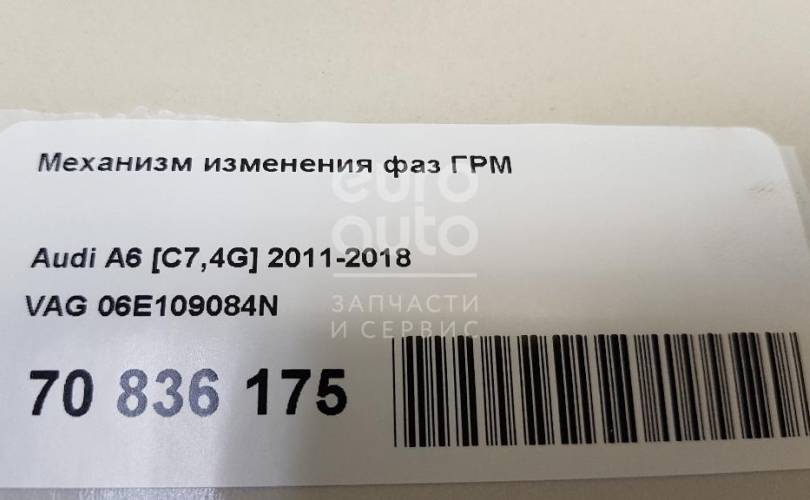 Механизм изменения фаз ГРМ
euro
auto
Audi A6 [C7,4G] 2011-2018
ЗАПЧАСТИ
И СЕРВИС
VAG 06E109084N
70 836 175